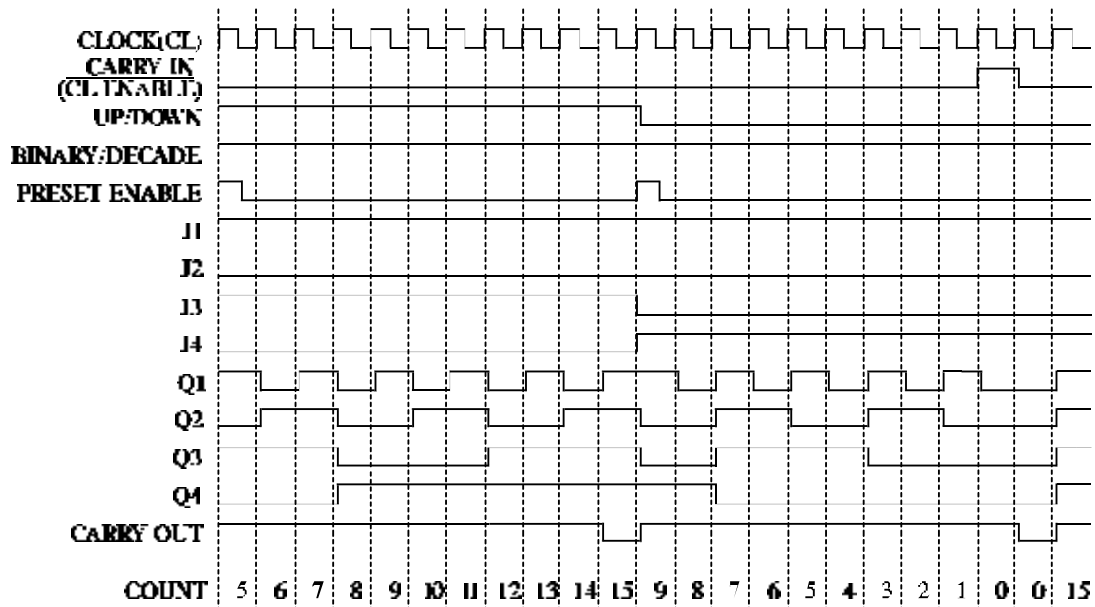 CLOCK(CL)
CARRY IN
(CL ENABLE)
UP/DOWN
BINARY/DECADE
PRESET ENABLE
J1
J2
J3
J4
Q1
Q2
Q3
Q4
CARRY OUT
COUNT 5 6 7 8 9 10 11 12 13 14 15 9 8 7 6 5 4 3 2 1 0 0 15